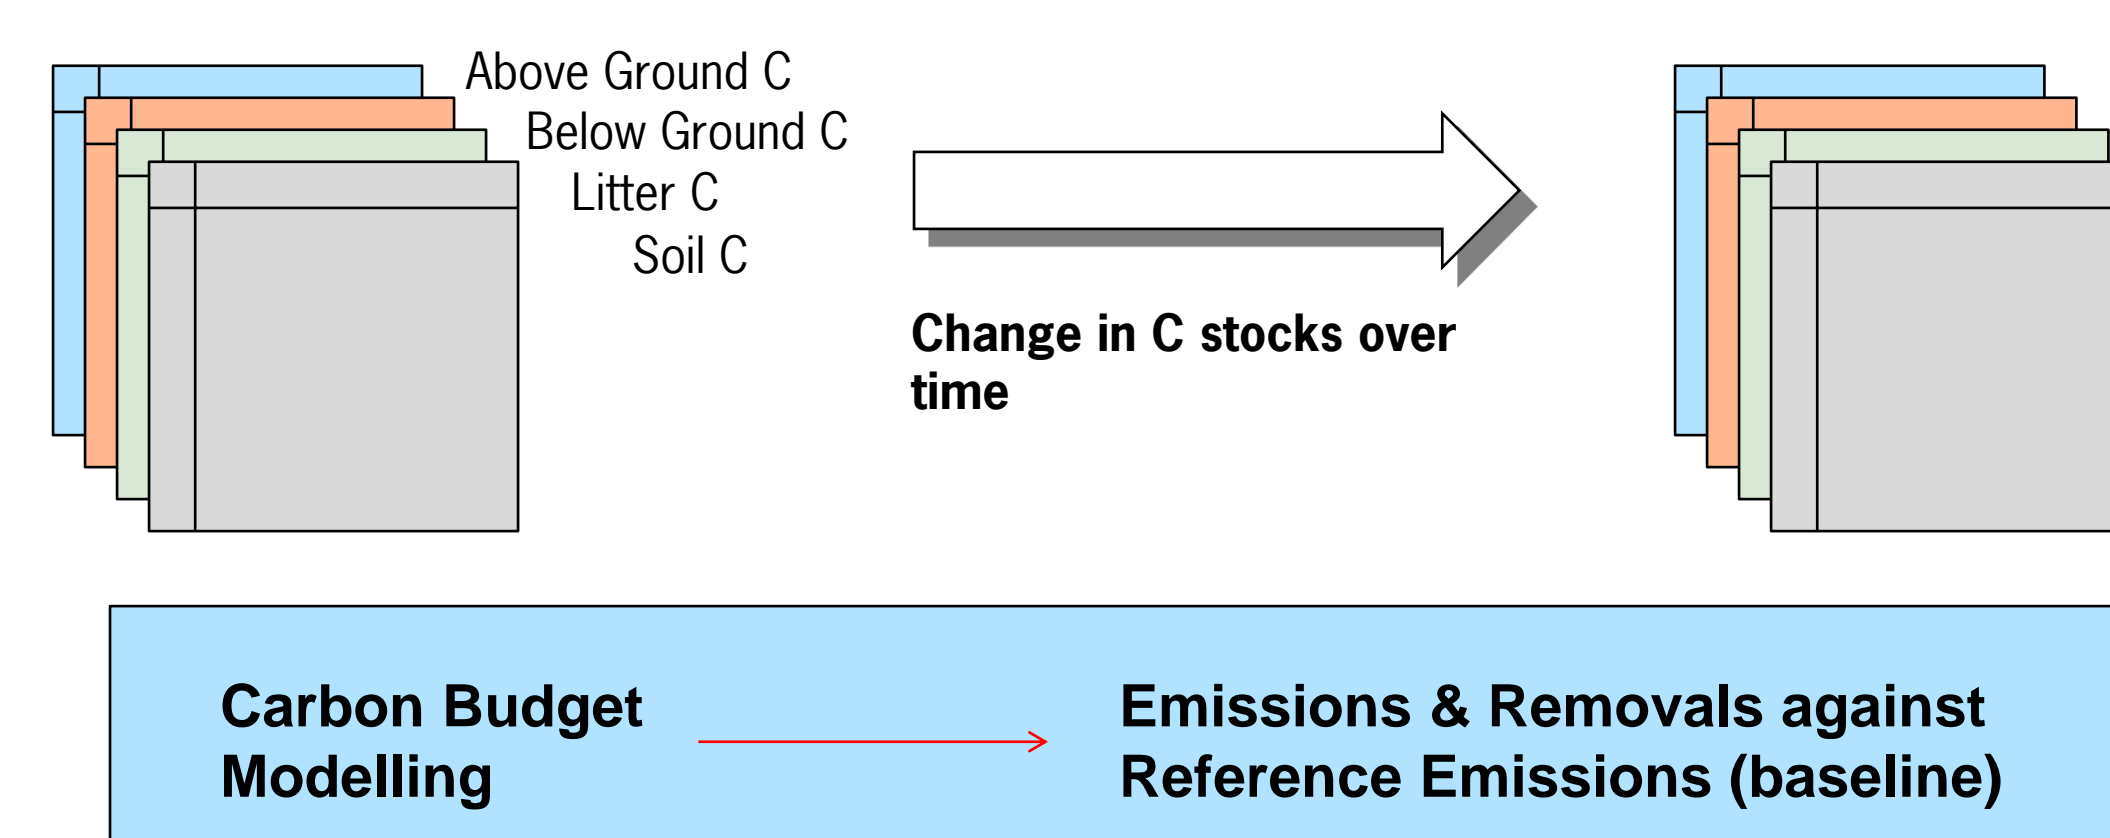 Above Ground C
Below Ground C
Litter C
Soil C
Change in C stocks over
time
Carbon Budget
Modelling
Emissions & Removals against
Reference Emissions (baseline)